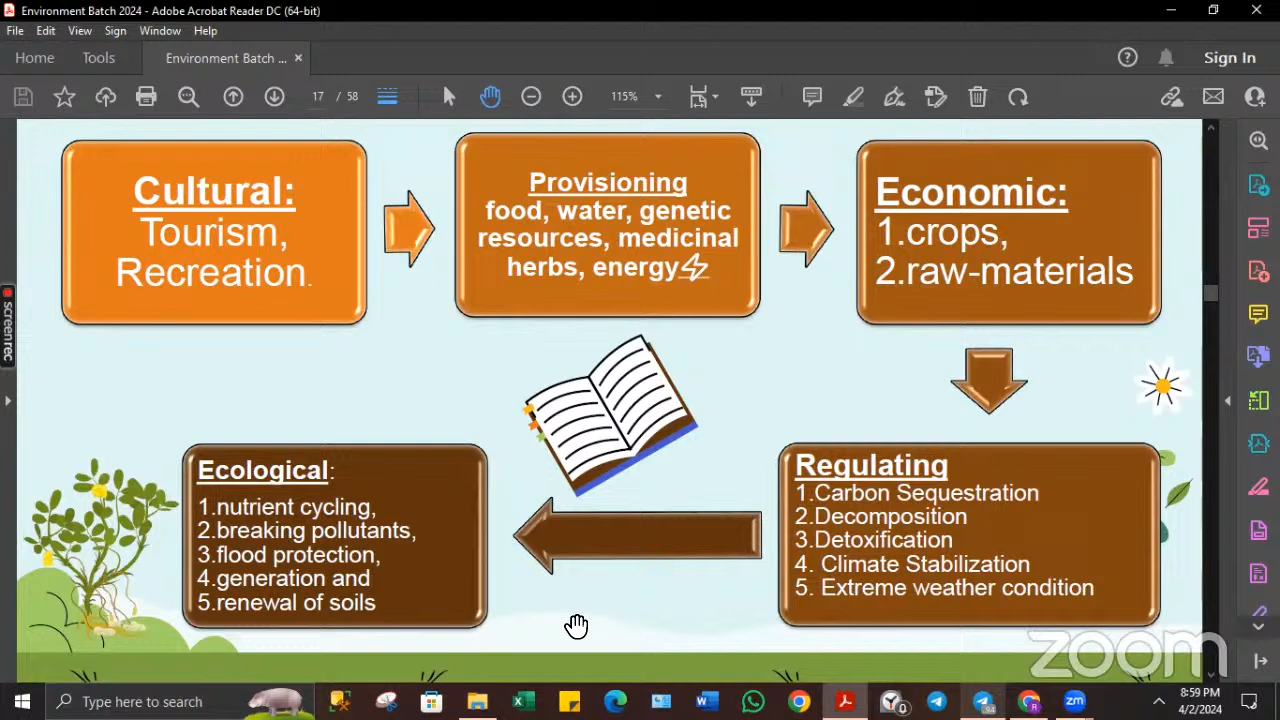 Environment Batch 2024 - Adobe Acrobat Reader DC (64-bit)
File Edit View Sign Window Help
Home Tools Environment Batch ... × Sign In
17 / 58 115%
Cultural:
Tourism,
Recreation.
Provisioning
food, water, genetic
resources, medicinal
herbs, energy
Economic:
1.crops,
2.raw-materials
screenrec
Ecological:
1.nutrient cycling,
2.breaking pollutants,
3.flood protection,
4.generation and
5.renewal of soils
Regulating
1.Carbon Sequestration
2.Decomposition
3.Detoxification
4. Climate Stabilization
5. Extreme weather condition
zoom
Type here to search
8:59 PM
4/2/2024